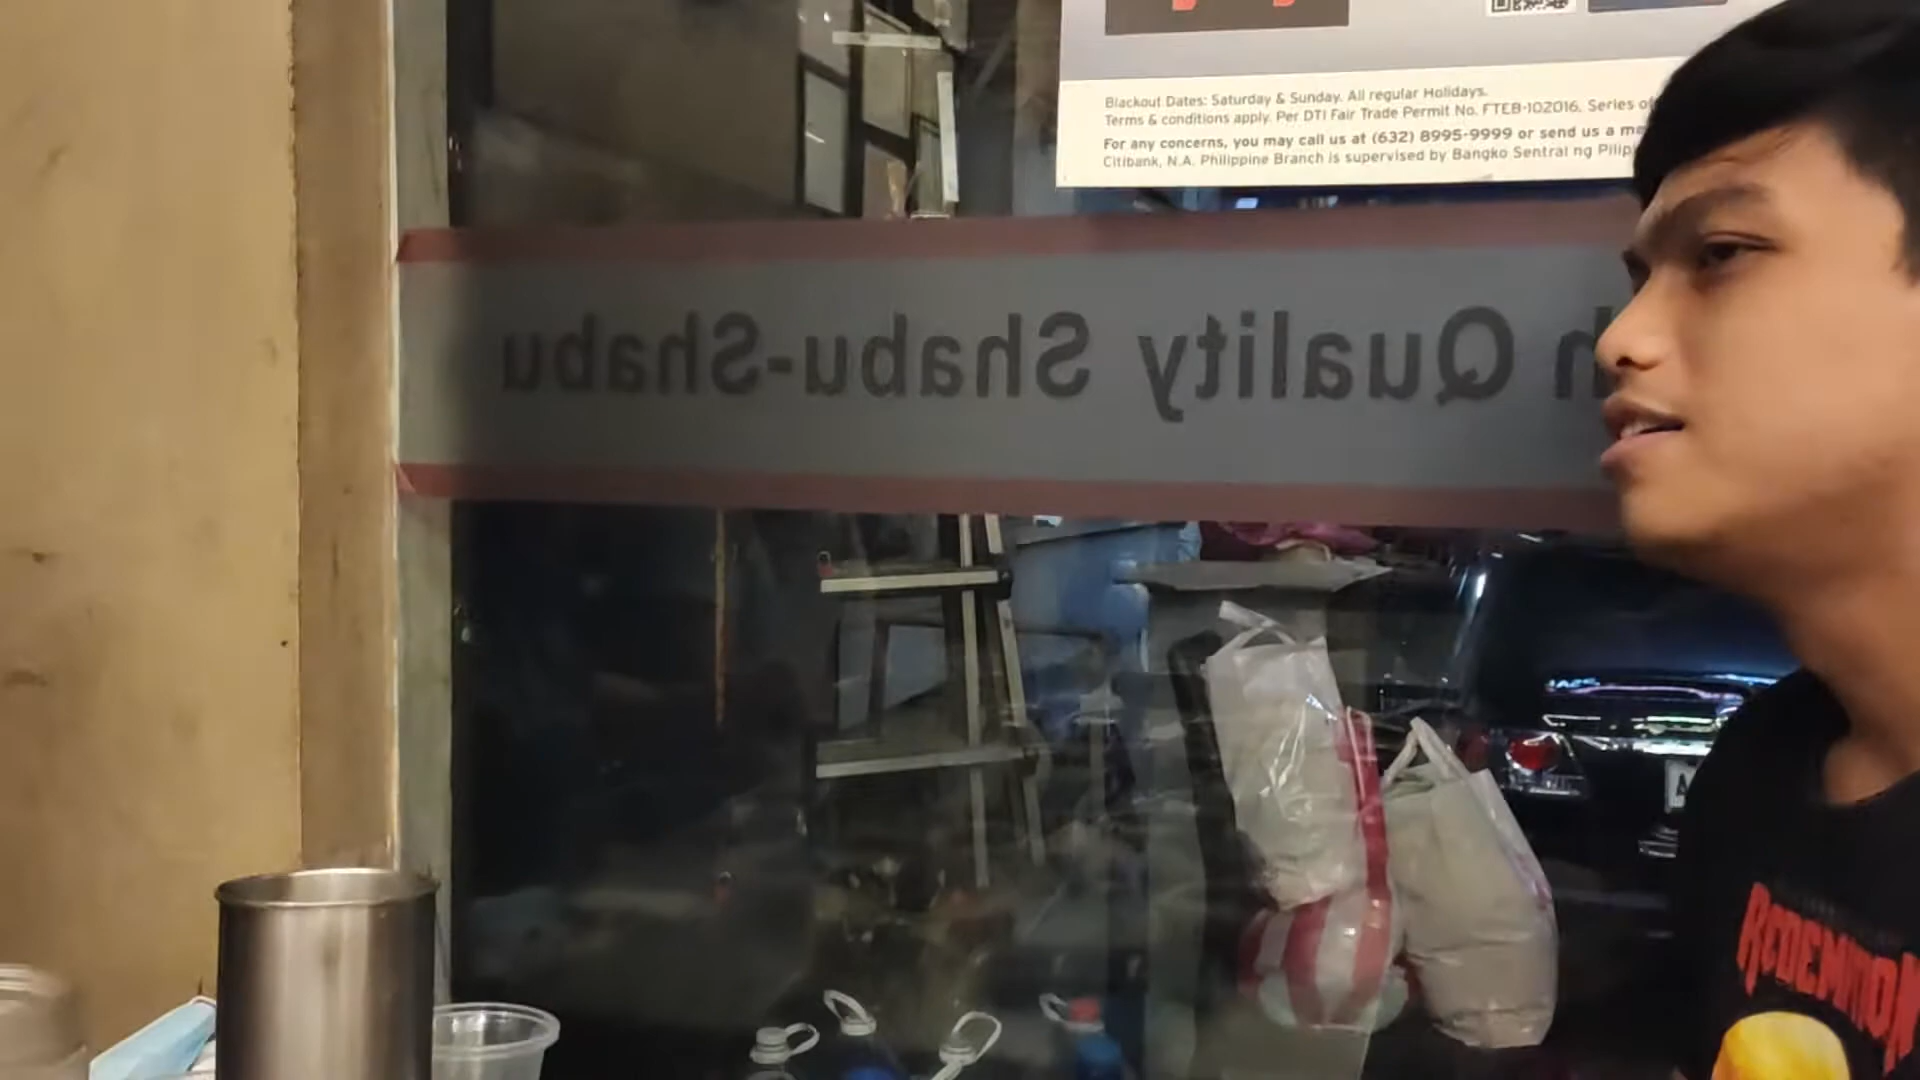 Blackout Dates: Saturday & Sunday. All regular Holidays.
Terms & conditions apply. Per DTI Fair Trade Permit No. FTEB-102016. Series of
For any concerns, you may call us at (632) 8995-9999 or send us a
Citibank, N.A. Philippine Branch is supervised by Bangko Sentral ng
h Quality Shabu-Shabu
REDEMPTION